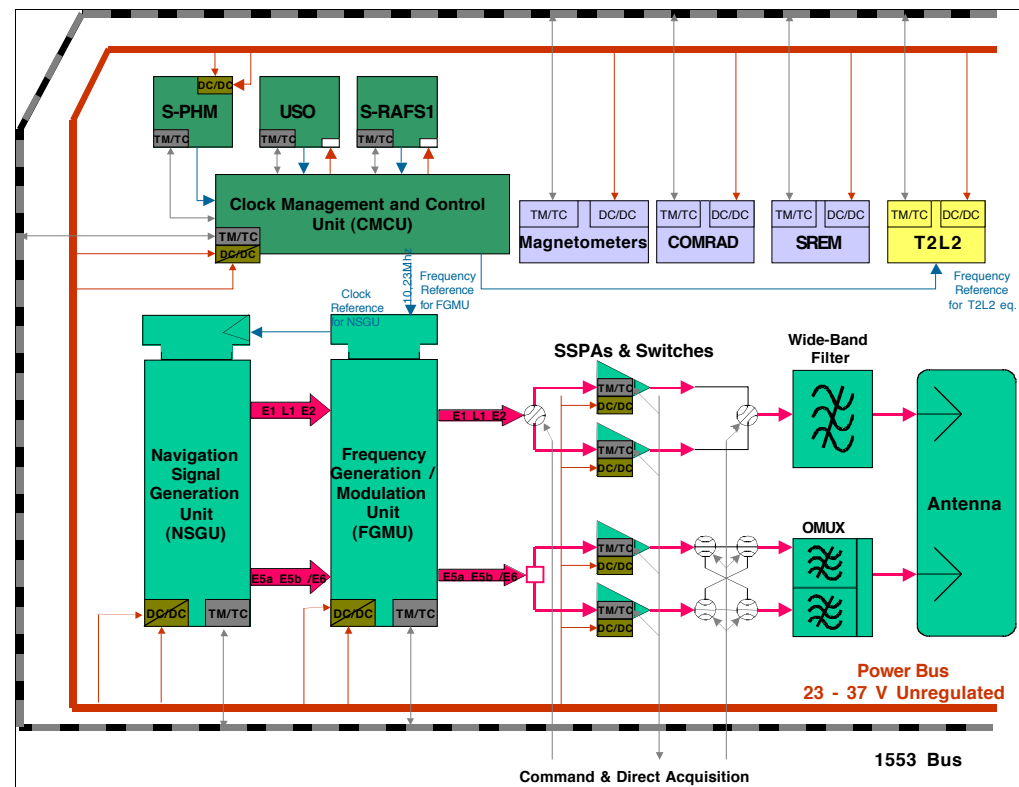 DC/DC
S-PHM
USO
S-RAFS1
TM/TC
TM/TC
TM/TC
Clock Management and Control
Unit (CMCU)
TM/TC
DC/DC
TM/TC
DC/DC
Magnetometers
TM/TC
DC/DC
COMRAD
TM/TC
DC/DC
SREM
TM/TC
DC/DC
T2L2
10,23Mhz
Frequency
Reference
for FGMU
Clock
Reference
for NSGU
Frequency
Reference
for T2L2 eq.
SSPAs & Switches
Wide-Band
Filter
TM/TC
DC/DC
E1 L1 E2
E1 L1 E2
TM/TC
DC/DC
Navigation
Signal
Generation
Unit
(NSGU)
Frequency
Generation /
Modulation
Unit
(FGMU)
Antenna
OMUX
TM/TC
DC/DC
E5a E5b /E6
E5a E5b /E6
TM/TC
DC/DC
DC/DC
TM/TC
DC/DC
TM/TC
Power Bus
23 - 37 V Unregulated
1553 Bus
Command & Direct Acquisition